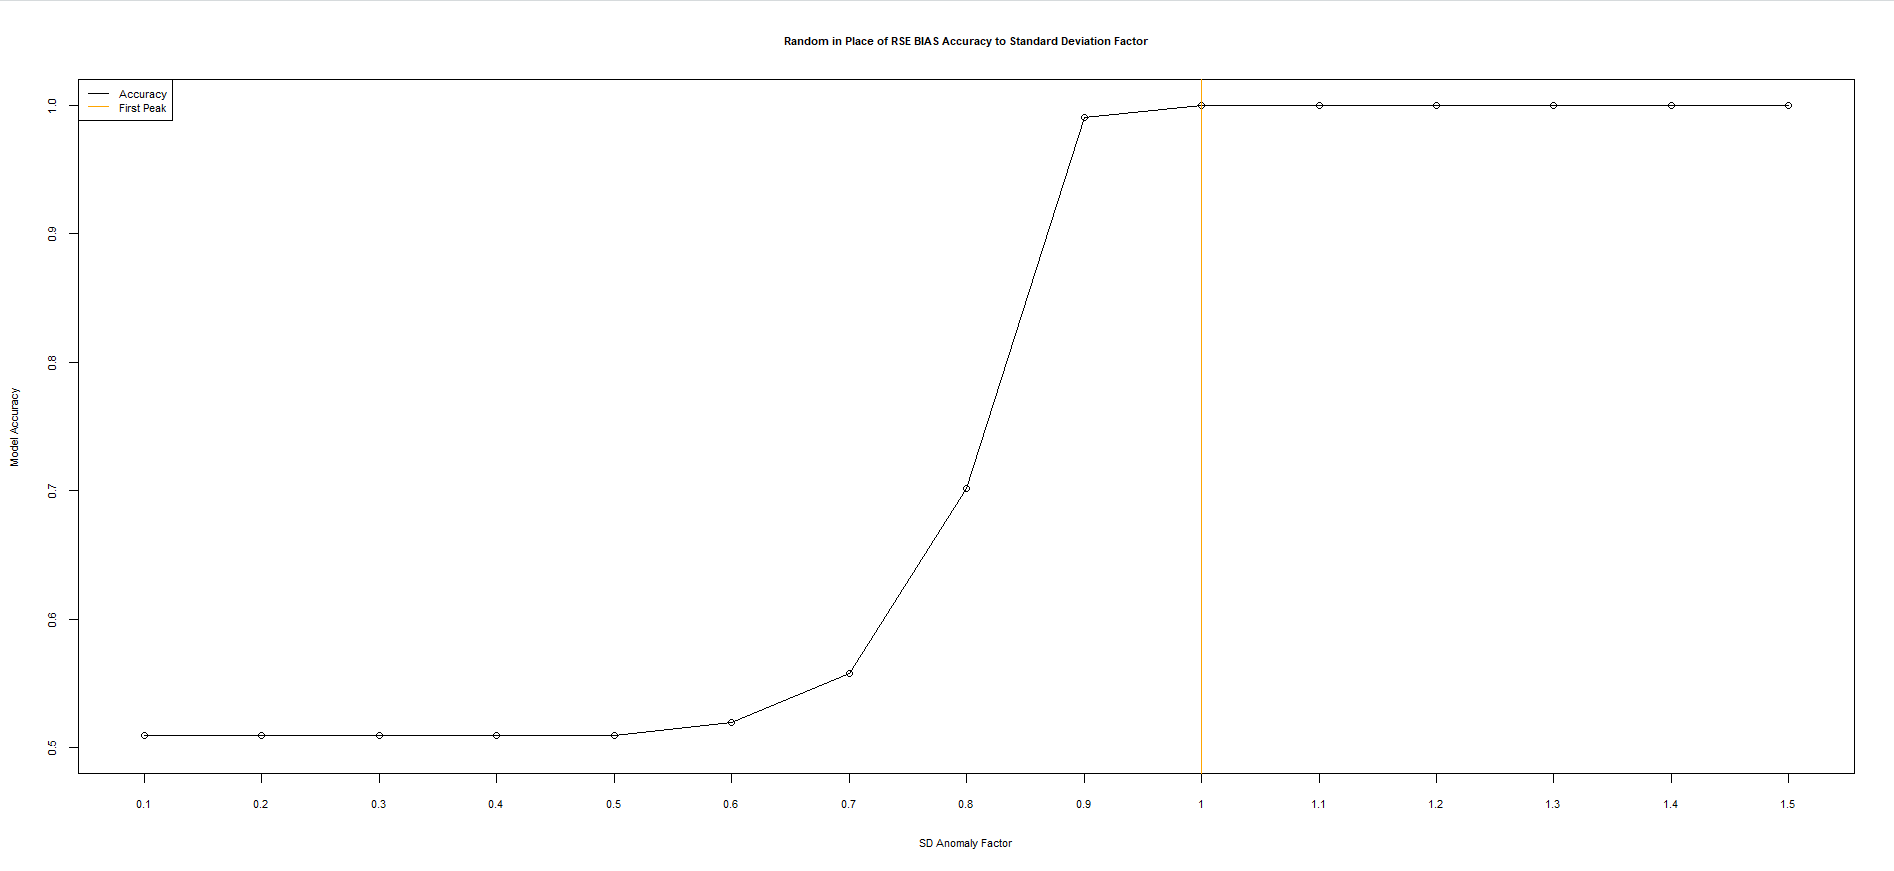 Random in Place of RSE BIAS Accuracy to Standard Deviation Factor
Accuracy
First Peak
1.0
0.9
0.8
0.7
0.6
0.5
Model Accuracy
0.1 0.2 0.3 0.4 0.5 0.6 0.7 0.8 0.9 1 1.1 1.2 1.3 1.4 1.5
SD Anomaly Factor